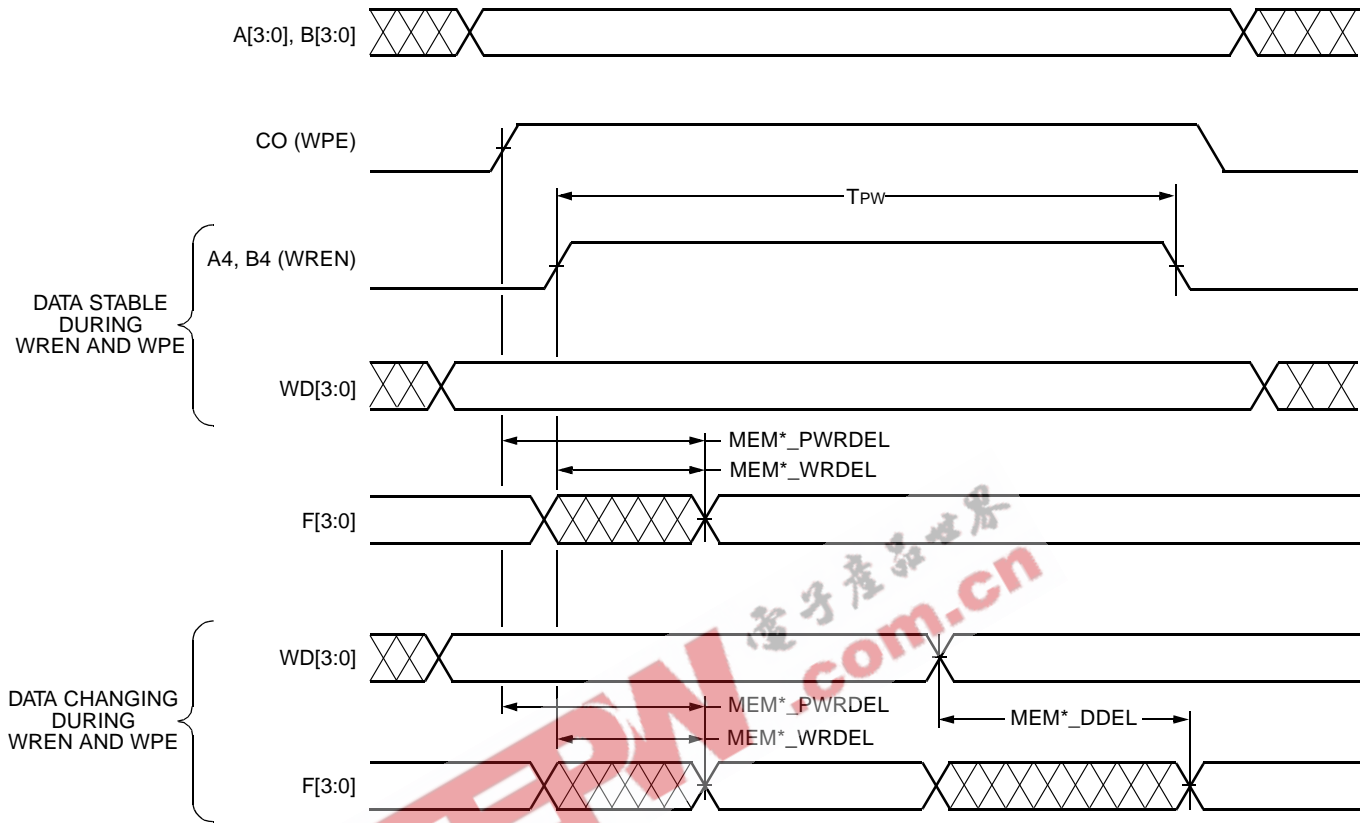 A[3:0], B[3:0]
CO (WPE)
TPW
A4, B4 (WREN)
DATA STABLE
DURING
WREN AND WPE
WD[3:0]
MEM*_PWRDEL
MEM*_WRDEL
F[3:0]
電子產品世界
.com.cn
WD[3:0]
DATA CHANGING
DURING
WREN AND WPE
MEM*_PWRDEL
MEM*_DDEL
MEM*_WRDEL
F[3:0]